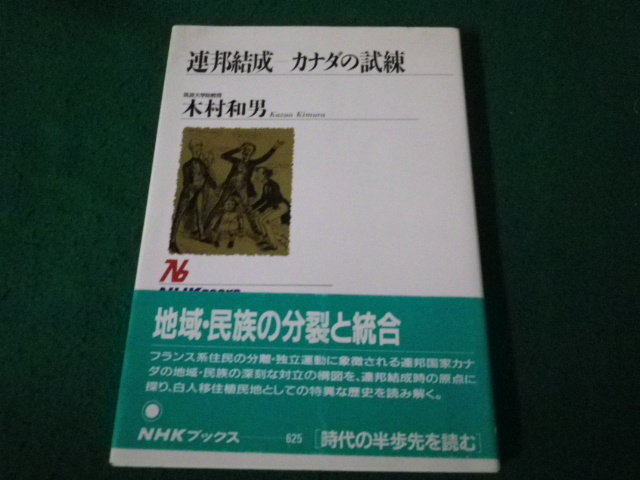 連邦結成―カナダの試練
筑波大学助教授
木村和男 Kazuo Kimura
NHK BOOKS
地域・民族の分裂と統合
フランス系住民の分離・独立運動に象徴される連邦国家カナ
ダの地域・民族の深刻な対立の構図を、連邦結成時の原点に
探り、白人移住植民地としての特異な歴史を読み解く。
NHKブックス 625 [時代の半歩先を読む]